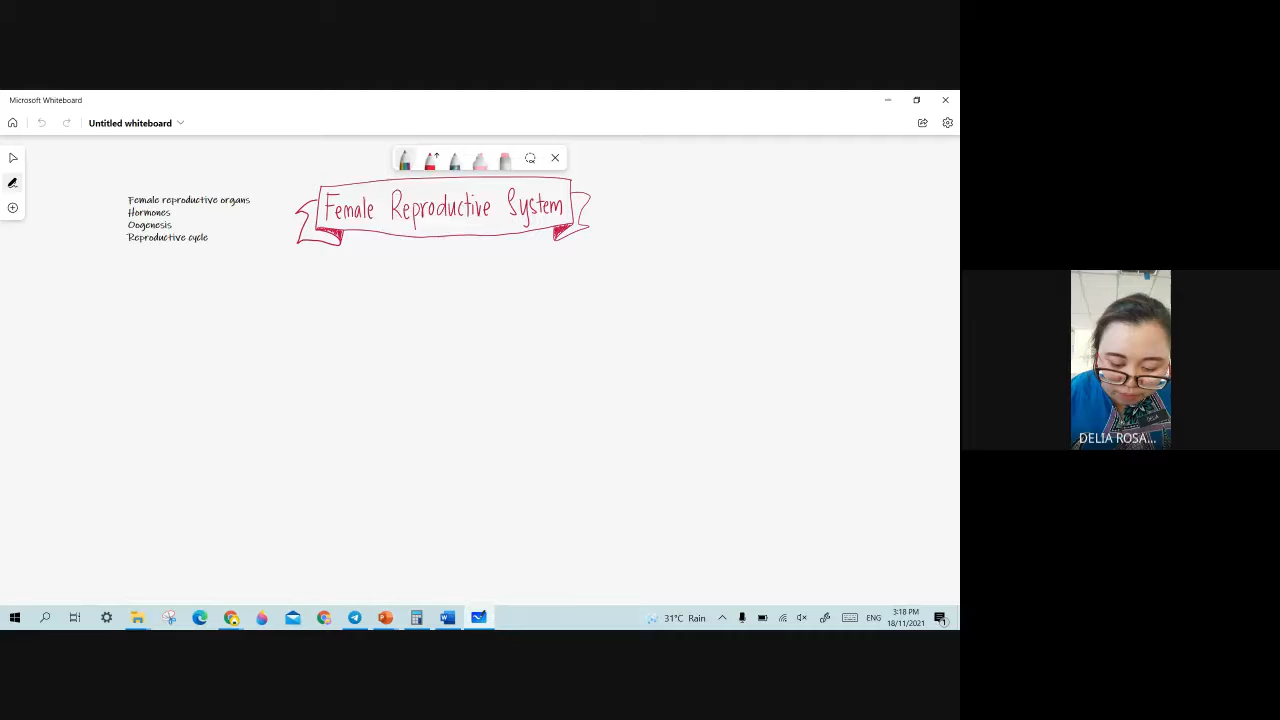 Microsoft Whiteboard
Untitled whiteboard
Female reproductive organs
Hormones
Oogenesis
Reproductive cycle
Female Reproductive System
DELIA ROSA...
31°C Rain
ENG
3:18 PM
18/11/2021
1